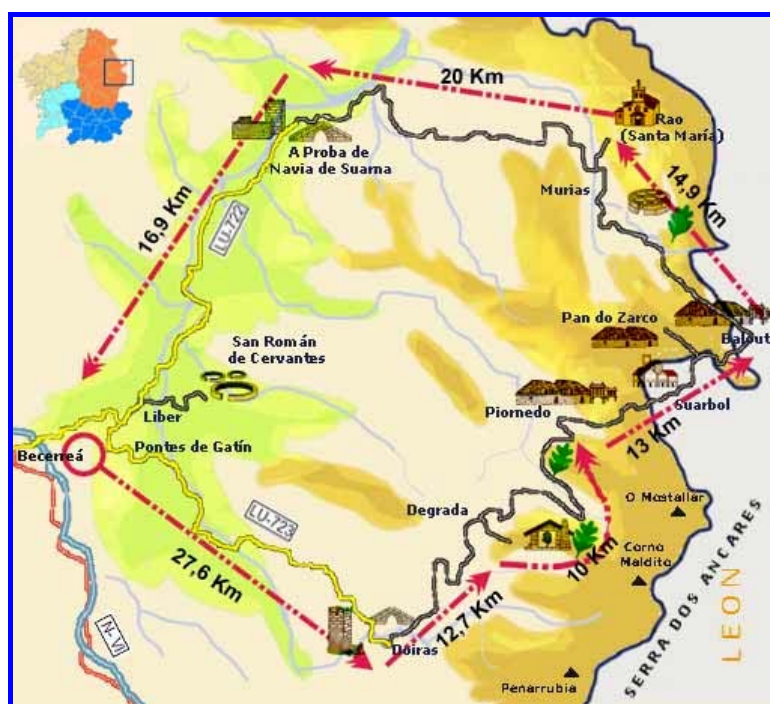 20 Km
Rao
(Santa María)
A Proba de
Navia de Suarna
14,9 Km
Murias
16,9 Km
LU-722
Pan do Zarco
Balout
San Román
de Cervantes
Suarbol
Piornedo
Liber
13 Km
Becerreá
Pontes de Gatín
Degrada
O Mostallar
LU-723
10 Km
Corno
Maldito
27,6 Km
12,7 Km
SERRA DOS ANCARES
LEON
N-VI
Doiras
Penarrubia